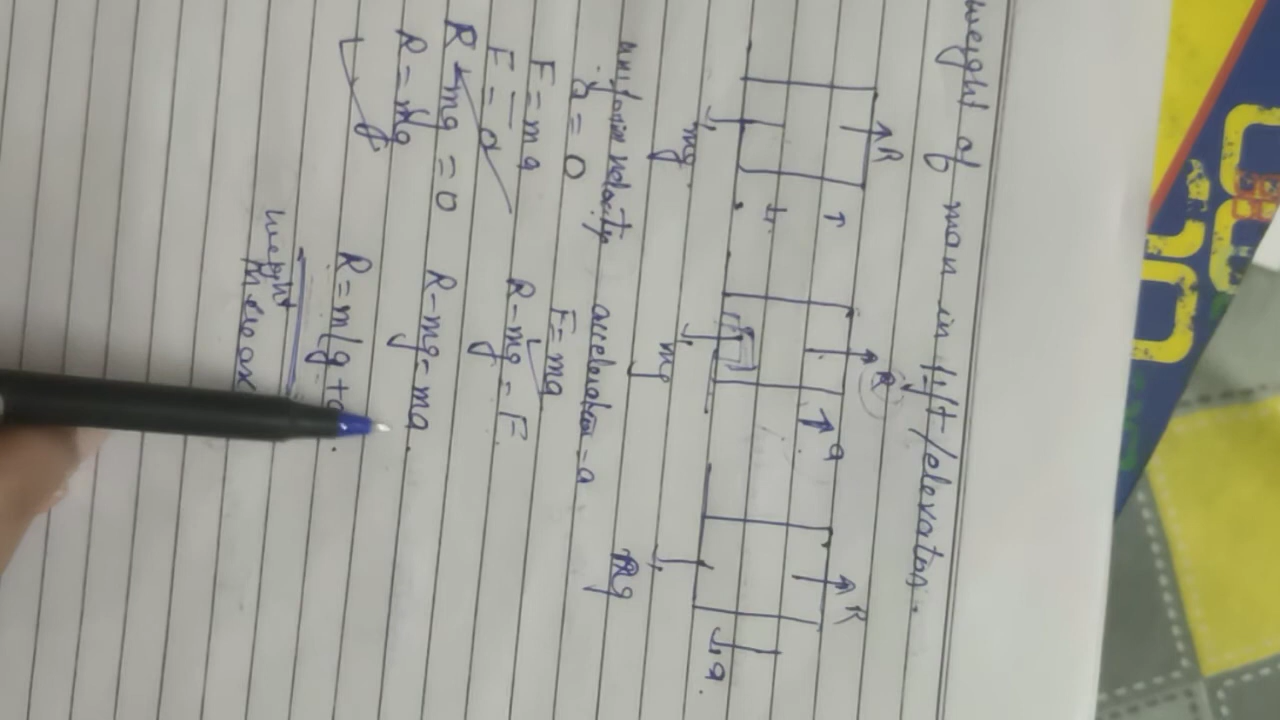 weight of man in lift/elevator.
R
R
R
a
a.
mg
mg
mg
uniform velocity
acceleration = a
a = 0
F = ma
F = ma
F = 0
R - mg = F
R - mg = 0
R - mg = ma
R = mg
R = m(g +
weight